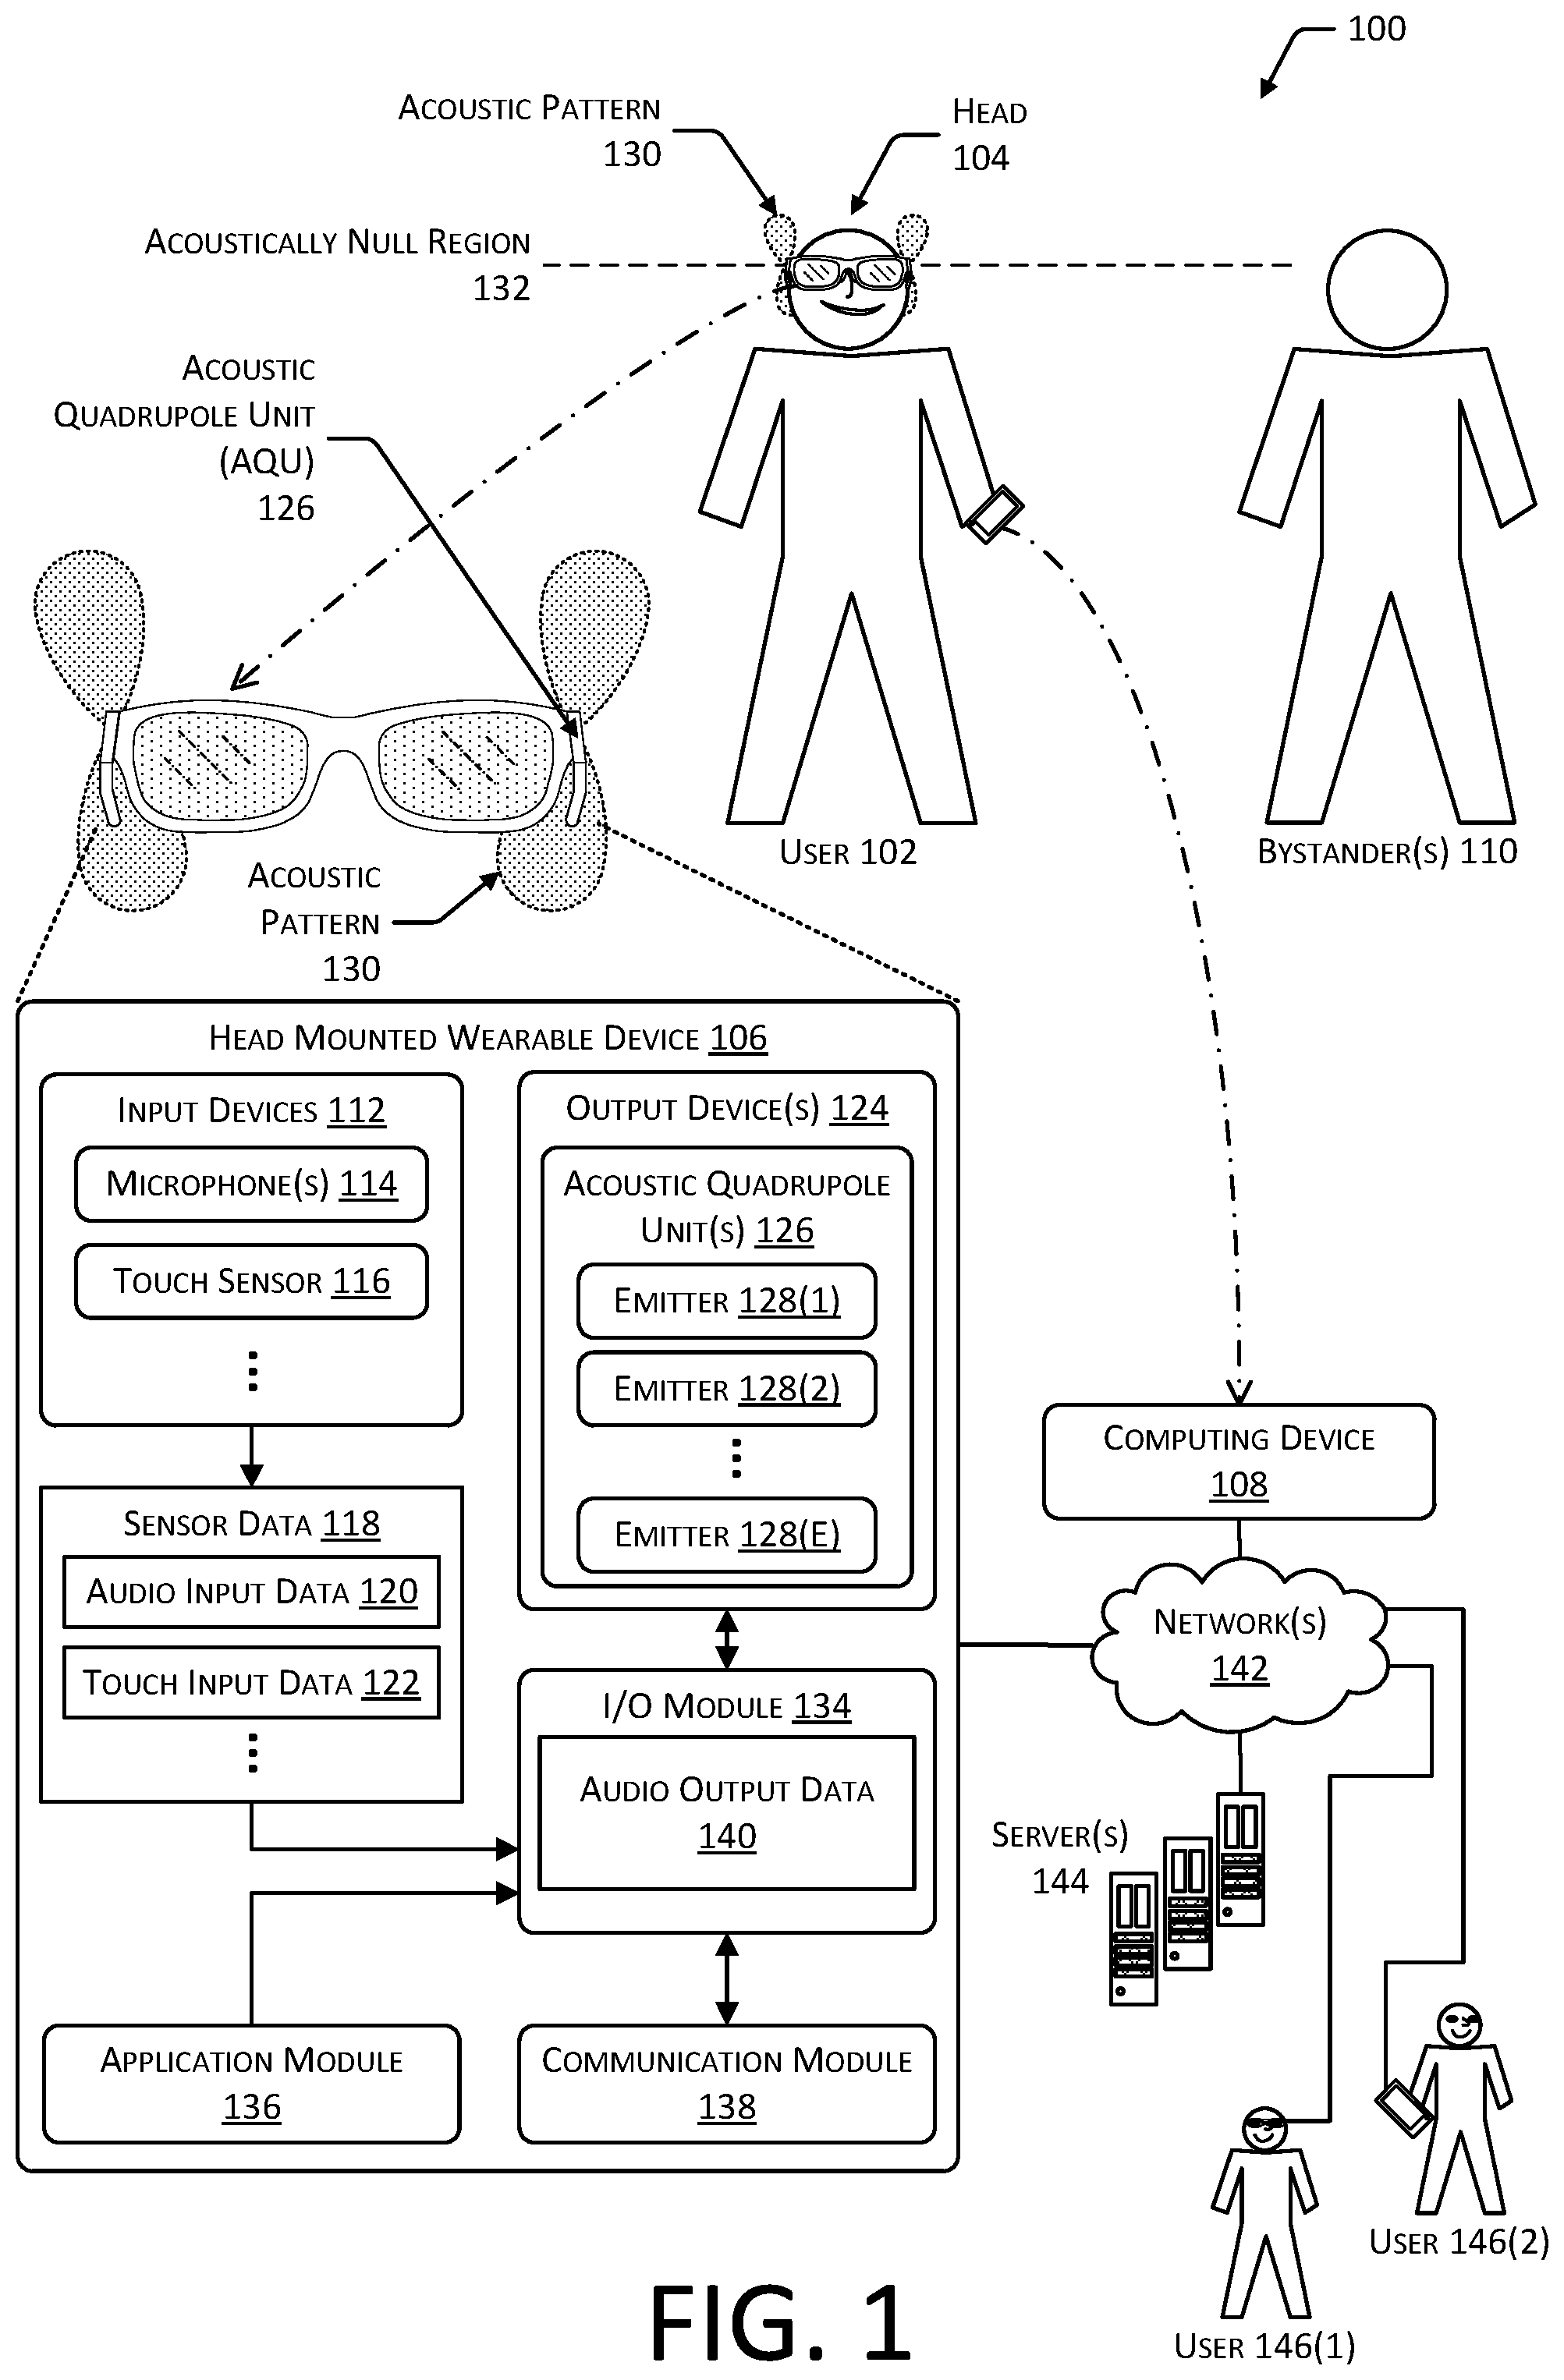 100
Acoustic Pattern
130
Head
104
Acoustically Null Region
132
Acoustic
Quadrupole Unit
(AQU)
126
User 102
Bystander(s) 110
Acoustic
Pattern
130
Head Mounted Wearable Device 106
Input Devices 112
Microphone(s) 114
Touch Sensor 116
Output Device(s) 124
Acoustic Quadrupole
Unit(s) 126
Emitter 128(1)
Emitter 128(2)
Emitter 128(E)
Sensor Data 118
Audio Input Data 120
Touch Input Data 122
I/O Module 134
Audio Output Data
140
Application Module
136
Communication Module
138
Computing Device
108
Network(s)
142
Server(s)
144
User 146(2)
User 146(1)
FIG. 1